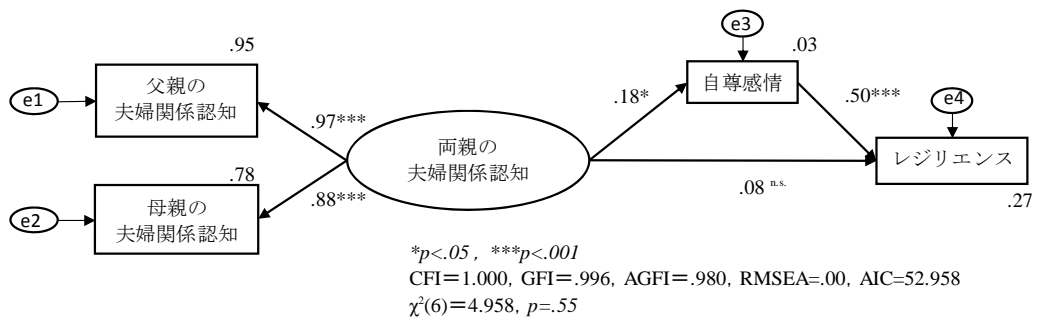 e3
.95
.03
父親の
夫婦関係認知
自尊感情
e1
.18*
.50***
e4
.97***
両親の
夫婦関係認知
レジリエンス
.78
.88***
.08 n.s.
.27
母親の
夫婦関係認知
e2
*p<.05，***p<.001
CFI＝1.000, GFI＝.996, AGFI＝.980, RMSEA=.00, AIC=52.958
χ²(6)＝4.958, p=.55